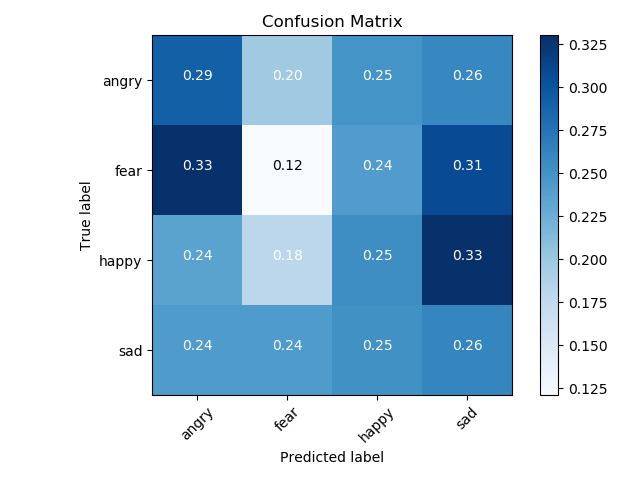 Confusion Matrix
True label
angry 0.29 0.20 0.25 0.26
fear 0.33 0.12 0.24 0.31
happy 0.24 0.18 0.25 0.33
sad 0.24 0.24 0.25 0.26
angry fear happy sad
Predicted label
0.325
0.300
0.275
0.250
0.225
0.200
0.175
0.150
0.125